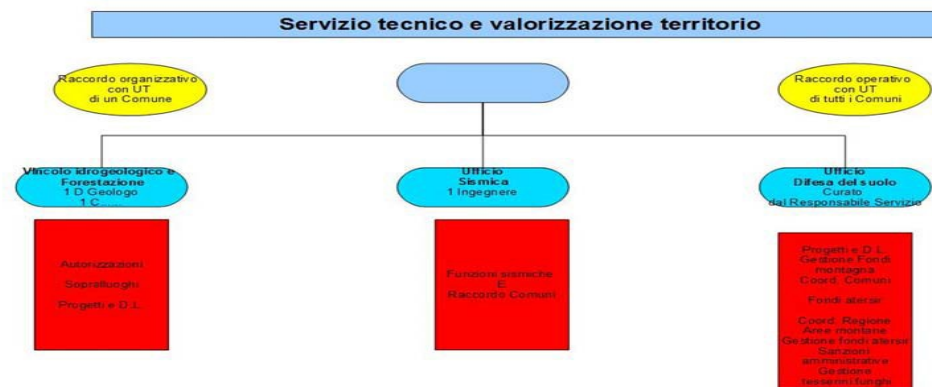 Servizio tecnico e valorizzazione territorio
Raccordo organizzativo
con UT
di un Comune
Raccordo operativo
con UT
di tutti i Comuni
Vincolo idrogeologico e
Forestazione
1 D Geologo
1 C
Ufficio
Sismica
1 Ingegnere
Ufficio
Difesa del suolo
Curato
dal Responsabile Servizio
Autorizzazioni
Sopralluoghi
Progetti e D.L.
Funzioni sismiche
E
Raccordo Comuni
Progetti e D.L.
Gestione Fondi
montagna
Coord. Comuni
Fondi atersir
Coord. Regione
Aree montane
Gestione fondi atersir
Sanzioni
amministrative
Gestione
tesserini funghi